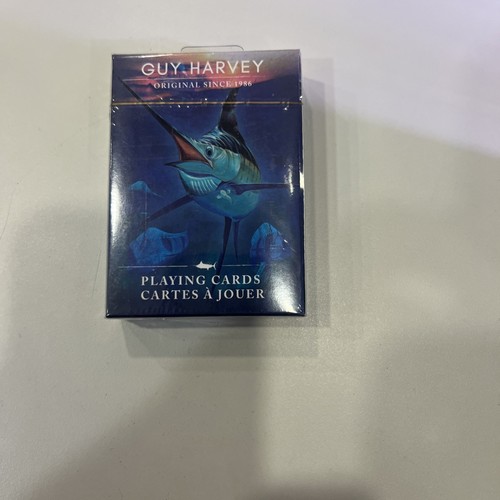 GUY HARVEY
ORIGINAL SINCE 1986
PLAYING CARDS
CARTES À JOUER